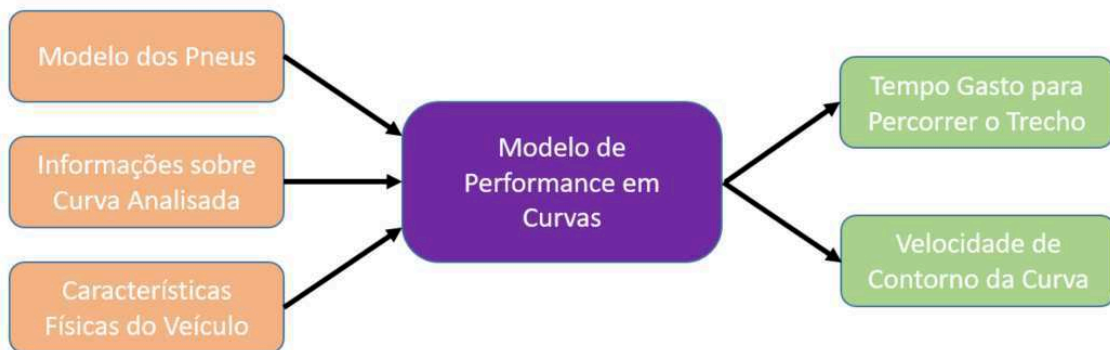 Modelo dos Pneus
Informações sobre
Curva Analisada
Característícas
Físicas do Veículo
Modelo de
Performance em
Curvas
Tempo Gasto para
Percorrer o Trecho
Velocidade de
Contorno da Curva